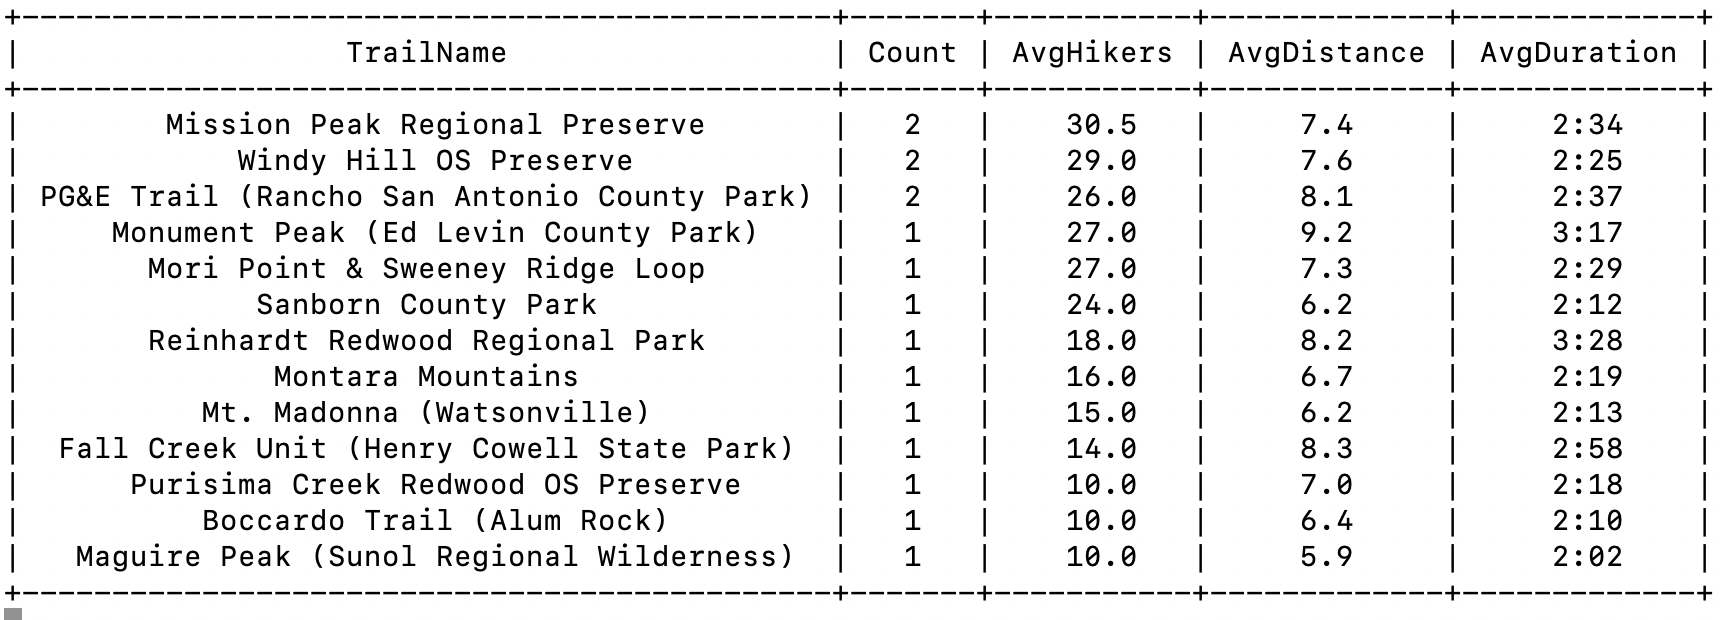 +---------------------------------------------+-------+-----------+-------------+-------------+
|                  TrailName                  | Count | AvgHikers | AvgDistance | AvgDuration |
+---------------------------------------------+-------+-----------+-------------+-------------+
|        Mission Peak Regional Preserve       |   2   |    30.5   |     7.4     |     2:34    |
|            Windy Hill OS Preserve           |   2   |    29.0   |     7.6     |     2:25    |
| PG&E Trail (Rancho San Antonio County Park) |   2   |    26.0   |     8.1     |     2:37    |
|     Monument Peak (Ed Levin County Park)    |   1   |    27.0   |     9.2     |     3:17    |
|       Mori Point & Sweeney Ridge Loop       |   1   |    27.0   |     7.3     |     2:29    |
|             Sanborn County Park             |   1   |    24.0   |     6.2     |     2:12    |
|       Reinhardt Redwood Regional Park       |   1   |    18.0   |     8.2     |     3:28    |
|              Montara Mountains              |   1   |    16.0   |     6.7     |     2:19    |
|          Mt. Madonna (Watsonville)          |   1   |    15.0   |     6.2     |     2:13    |
|  Fall Creek Unit (Henry Cowell State Park)  |   1   |    14.0   |     8.3     |     2:58    |
|      Purisima Creek Redwood OS Preserve     |   1   |    10.0   |     7.0     |     2:18    |
|          Boccardo Trail (Alum Rock)         |   1   |    10.0   |     6.4     |     2:10    |
|   Maguire Peak (Sunol Regional Wilderness)  |   1   |    10.0   |     5.9     |     2:02    |
+---------------------------------------------+-------+-----------+-------------+-------------+